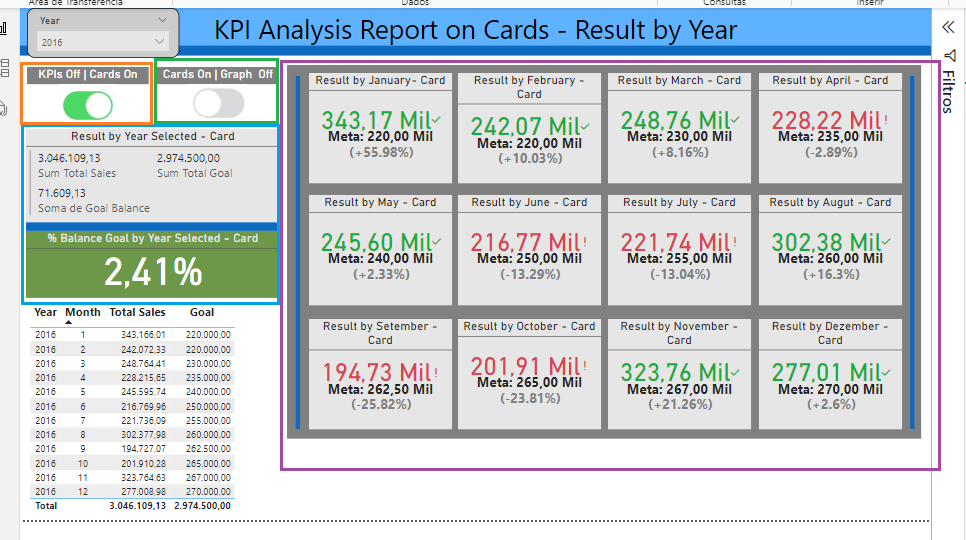 Área de Transferência
Dados
Consultas
Inserir
Year
2016
KPI Analysis Report on Cards - Result by Year
Filtros
KPIs Off | Cards On
Cards On | Graph Off
Result by Year Selected - Card
3.046.109,13
2.974.500,00
Sum Total Sales
Sum Total Goal
71.609,13
Soma de Goal Balance
% Balance Goal by Year Selected - Card
2,41%
Result by January- Card
343,17 Mil✓
Meta: 220,00 Mil
(+55.98%)
Result by February -
Card
242,07 Mil✓
Meta: 220,00 Mil
(+10.03%)
Result by March - Card
248,76 Mil✓
Meta: 230,00 Mil
(+8.16%)
Result by April - Card
228,22 Mil!
Meta: 235,00 Mil
(-2.89%)
Result by May - Card
245,60 Mil✓
Meta: 240,00 Mil
(+2.33%)
Result by June - Card
216,77 Mil!
Meta: 250,00 Mil
(-13.29%)
Result by July - Card
221,74 Mil!
Meta: 255,00 Mil
(-13.04%)
Result by Augut - Card
302,38 Mil✓
Meta: 260,00 Mil
(+16.3%)
Result by Setember -
Card
194,73 Mil!
Meta: 262,50 Mil
(-25.82%)
Result by October - Card
201,91 Mil!
Meta: 265,00 Mil
(-23.81%)
Result by November -
Card
323,76 Mil✓
Meta: 267,00 Mil
(+21.26%)
Result by Dezember -
Card
277,01 Mil✓
Meta: 270,00 Mil
(+2.6%)
Year Month Total Sales Goal
2016 1 343.166,01 220.000,00
2016 2 242.072,33 220.000,00
2016 3 248.764,41 230.000,00
2016 4 228.215,65 235.000,00
2016 5 245.595,74 240.000,00
2016 6 216.769,96 250.000,00
2016 7 221.736,09 255.000,00
2016 8 302.377,98 260.000,00
2016 9 194.727,07 262.500,00
2016 10 201.910,28 265.000,00
2016 11 323.764,63 267.000,00
2016 12 277.008,98 270.000,00
Total 3.046.109,13 2.974.500,00